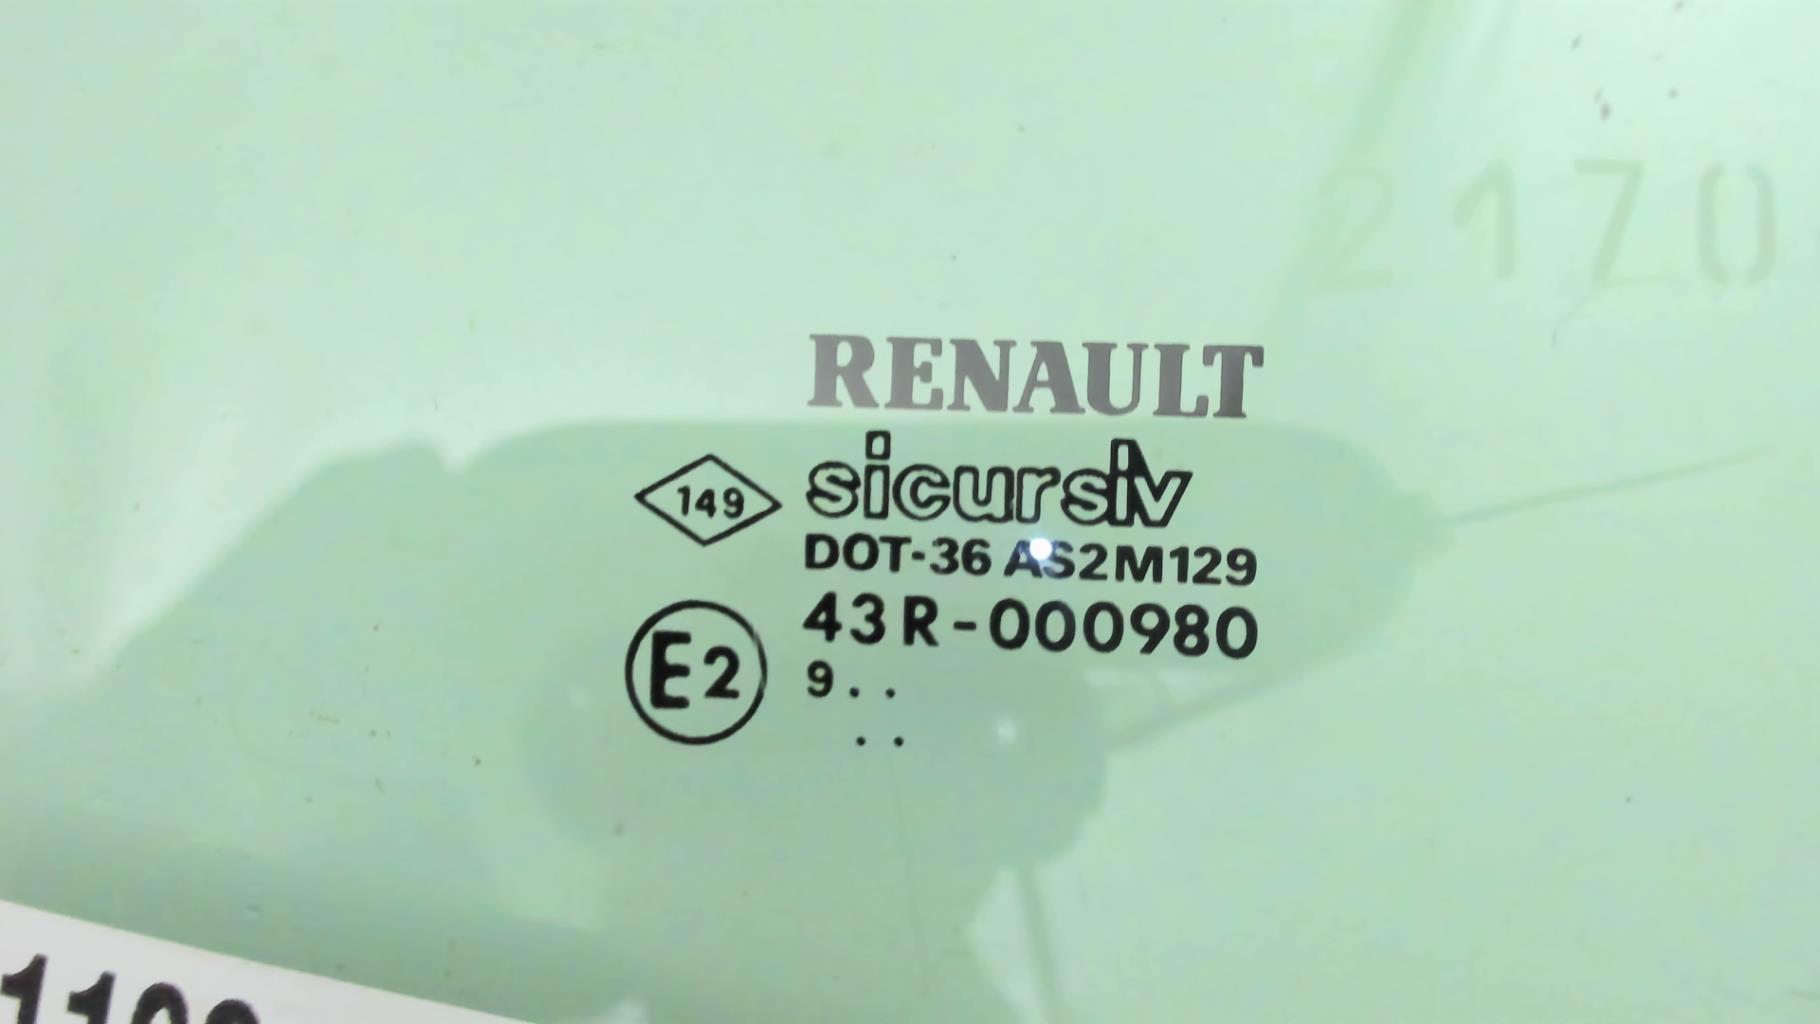 2170
RENAULT
149
sicursiv
DOT-36 AS2M129
43R-000980
E2
9..
..